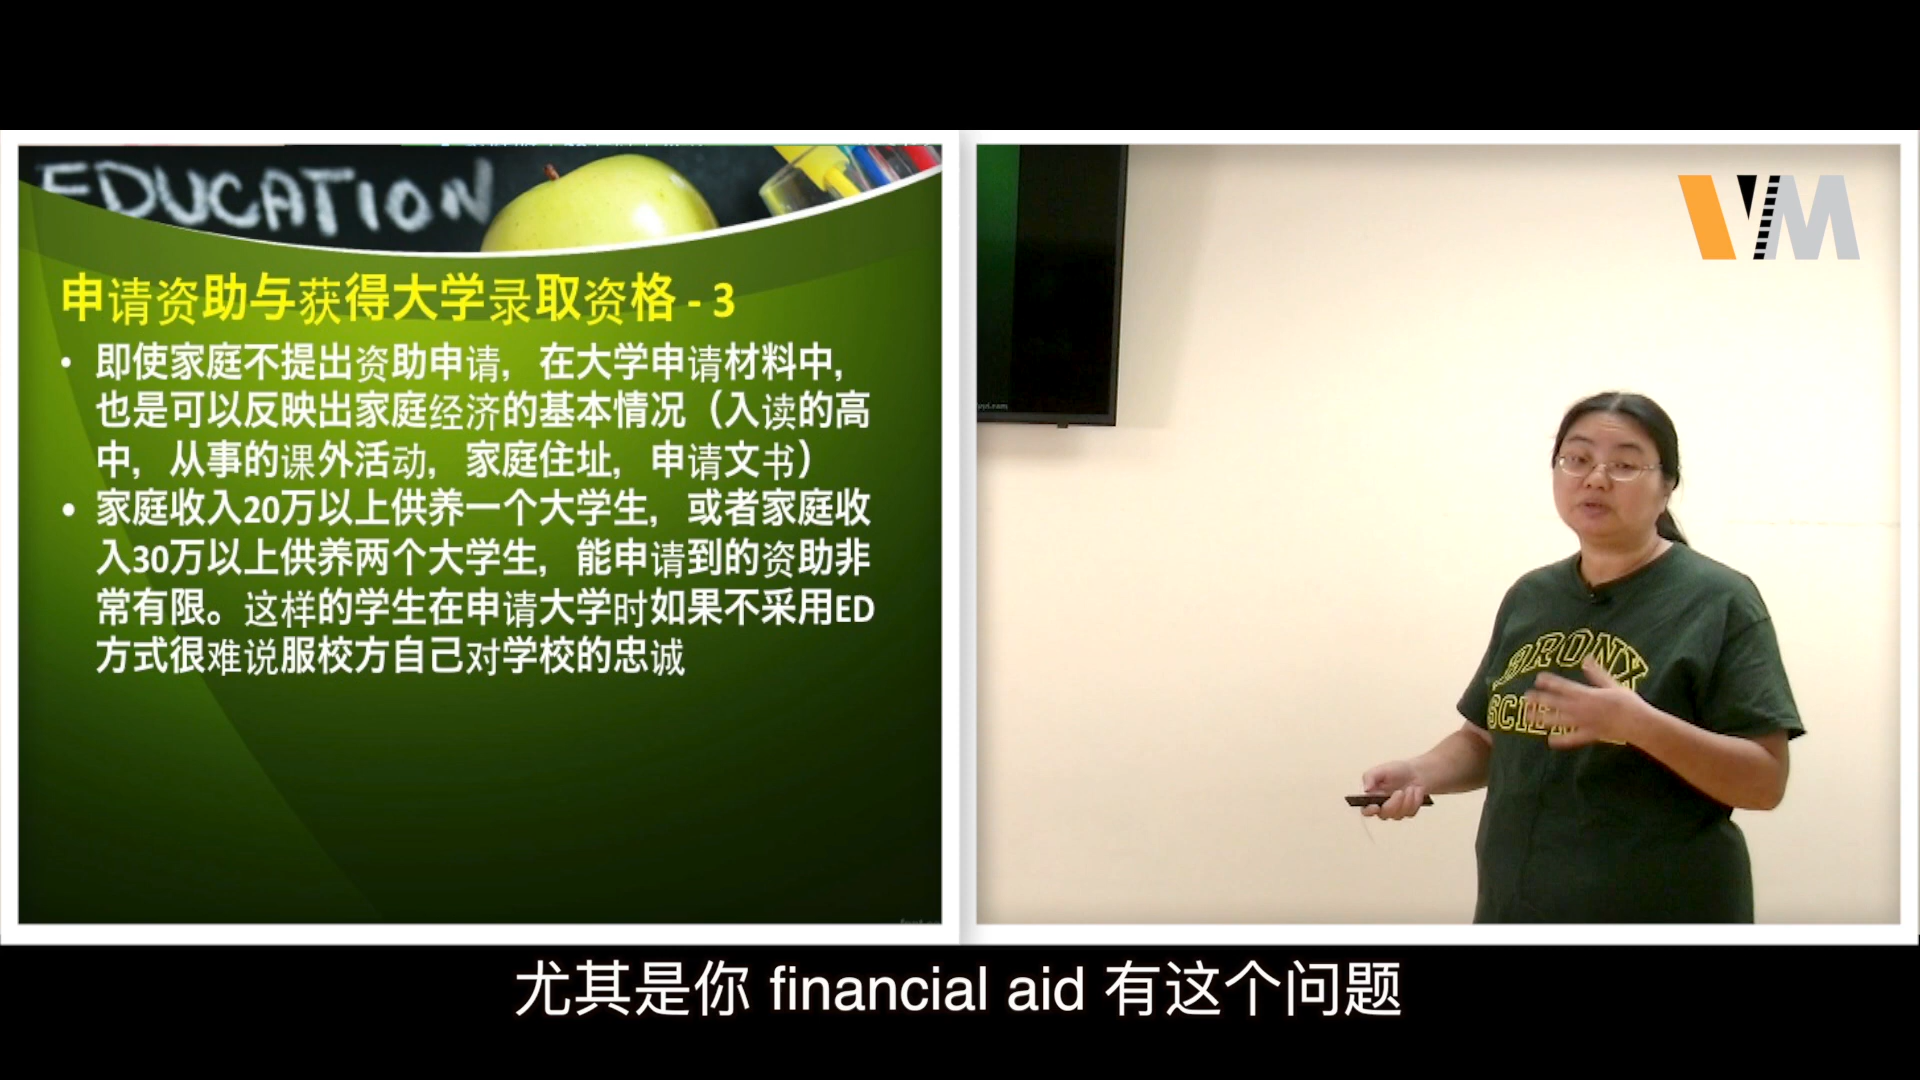 EDUCATION
申请资助与获得大学录取资格 - 3
• 即使家庭不提出资助申请，在大学申请材料中，
也是可以反映出家庭经济的基本情况（入读的高
中，从事的课外活动，家庭住址，申请文书）
• 家庭收入20万以上供养一个大学生，或者家庭收
入30万以上供养两个大学生，能申请到的资助非
常有限。这样的学生在申请大学时如果不采用ED
方式很难说服校方自己对学校的忠诚
VM
BRONX
尤其是你 financial aid 有这个问题